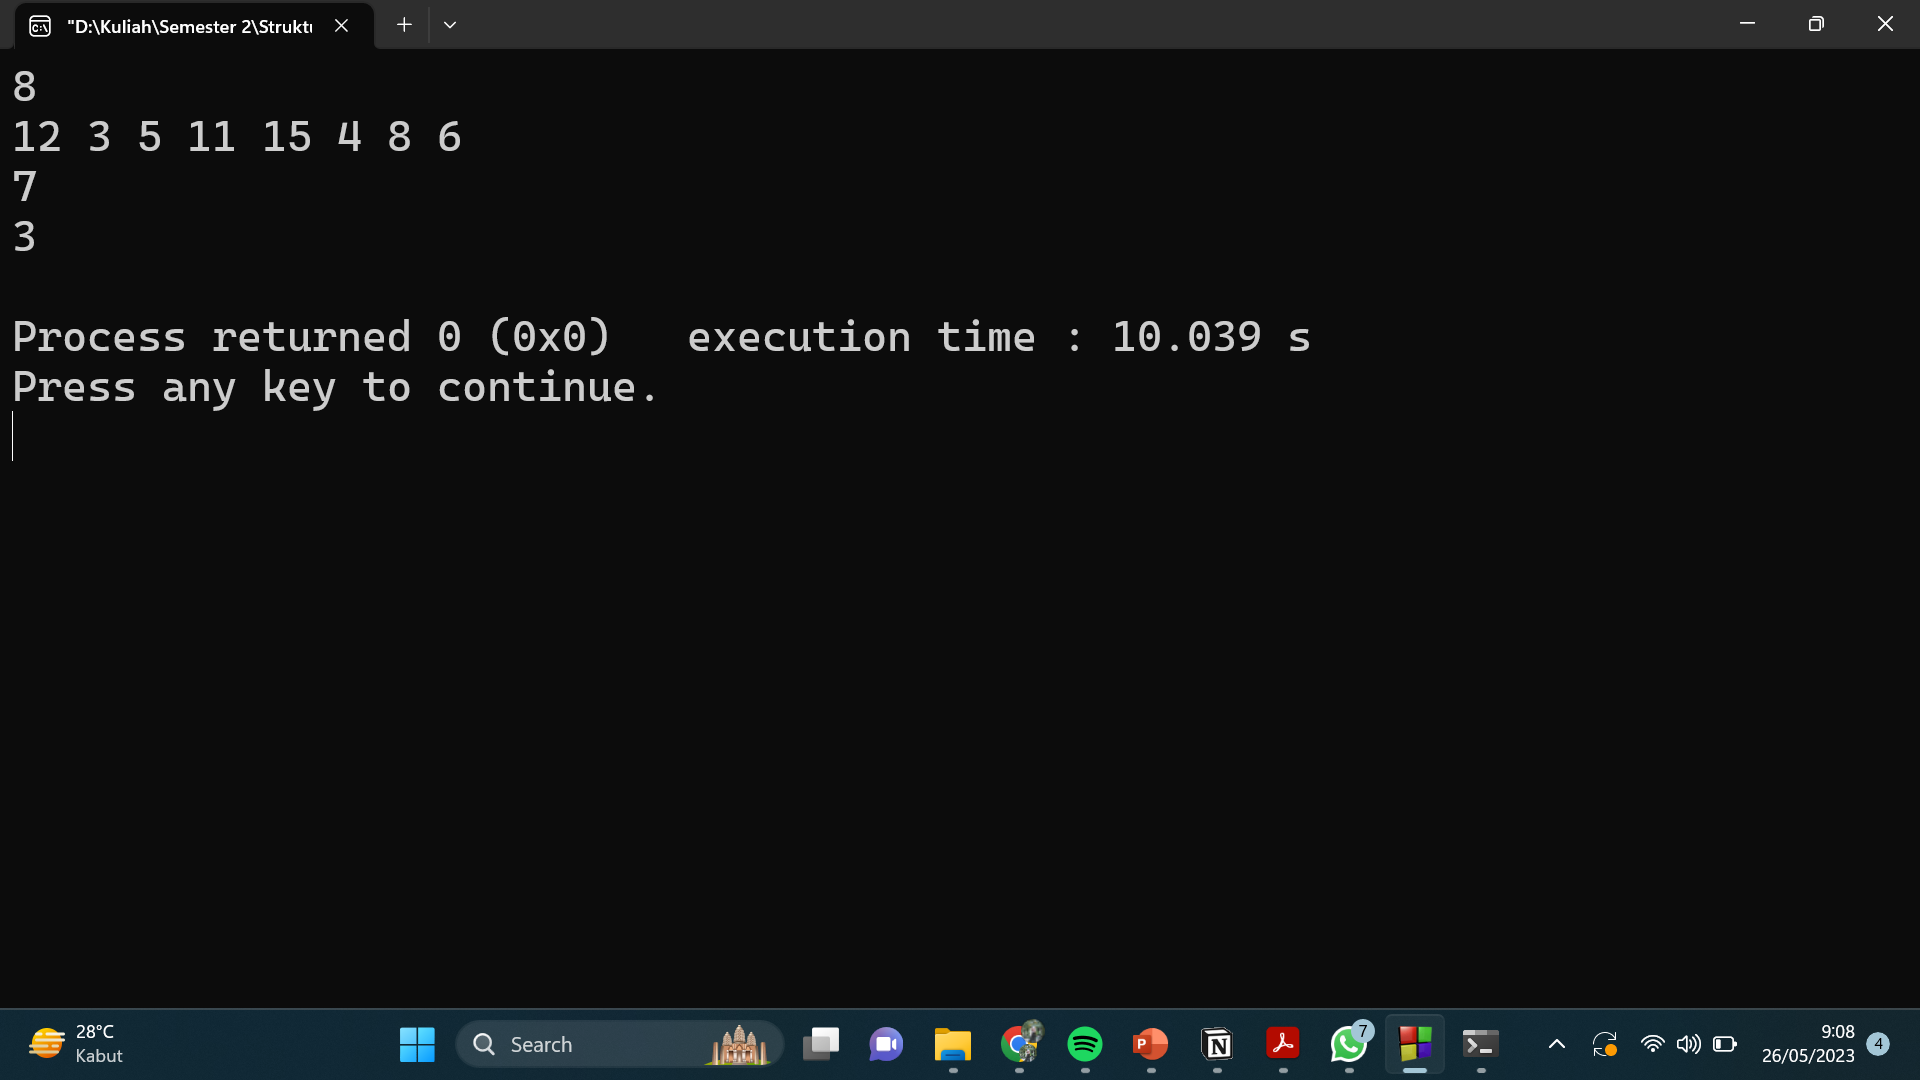 "D:\Kuliah\Semester 2\Struktu
8
12 3 5 11 15 4 8 6
7
3
Process returned 0 (0x0)   execution time : 10.039 s
Press any key to continue.
28°C
Kabut
Search
7
9:08
26/05/2023
4